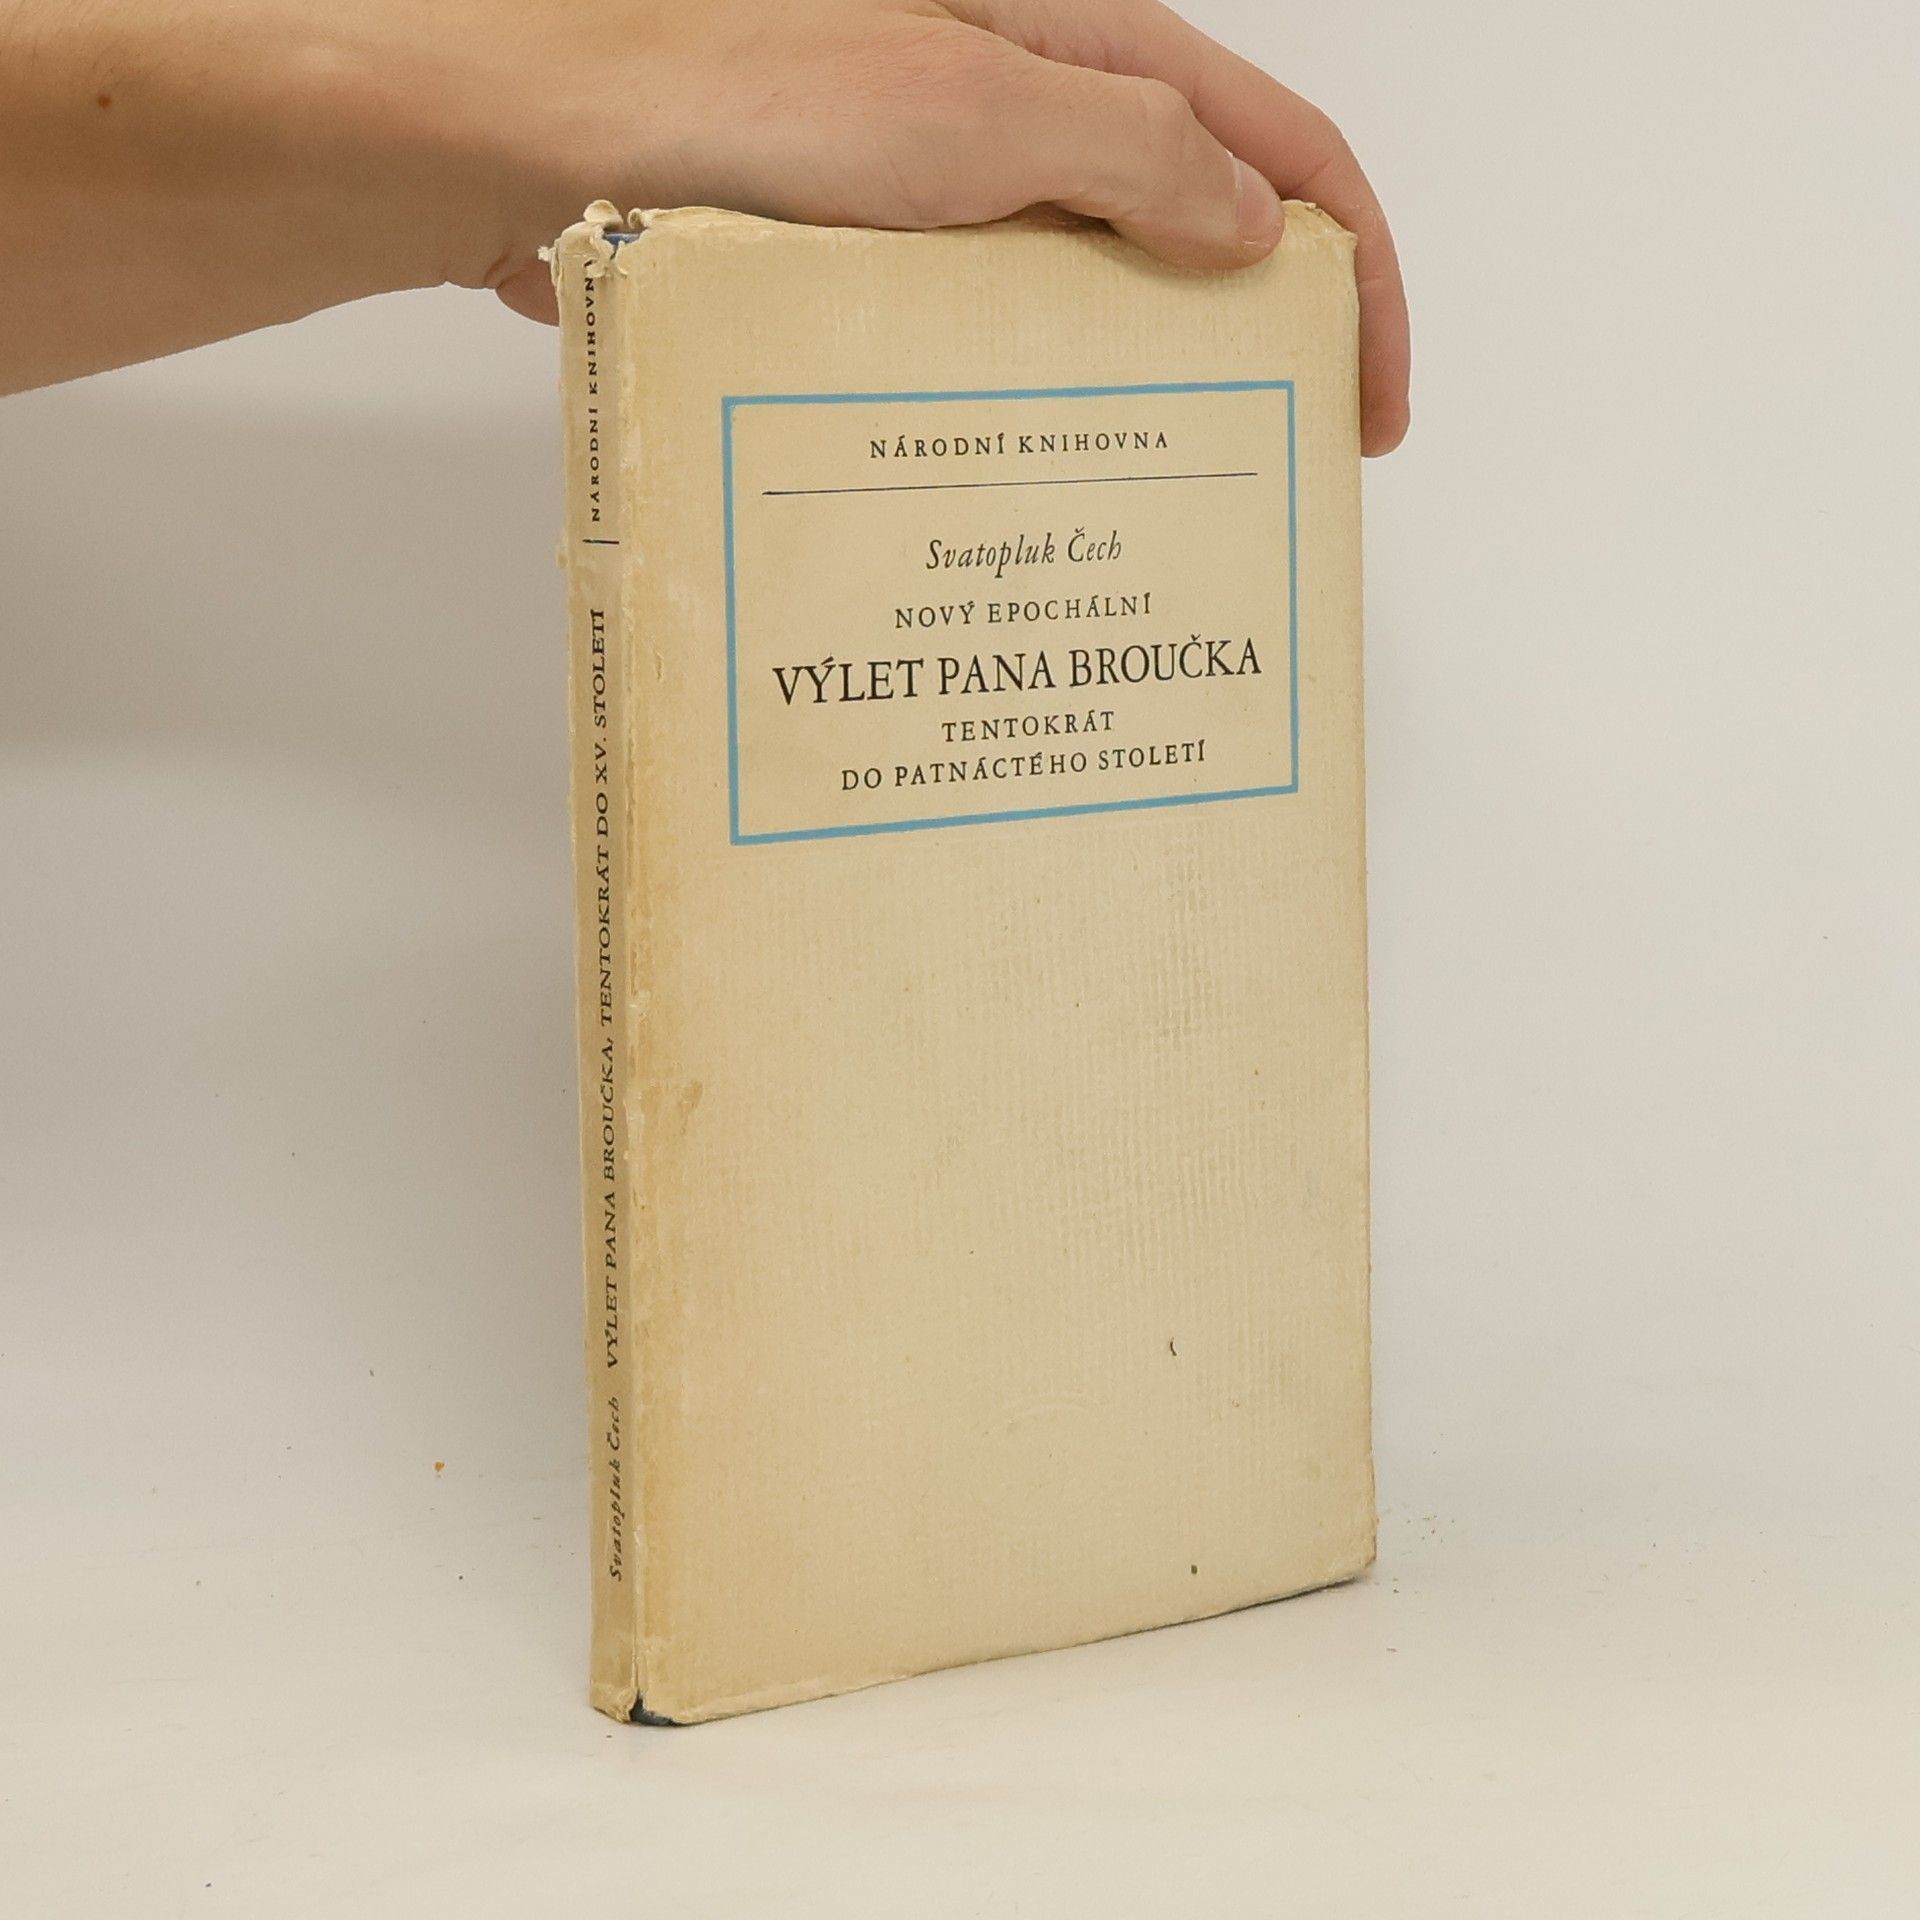 NÁRODNÍ KNIHOVNA
Svatopluk Čech
NOVÝ EPOCHÁLNÍ
VÝLET PANA BROUČKA
TENTOKRÁT
DO PATNÁCTÉHO STOLETÍ
Svatopluk Čech VÝLET PANA BROUČKA, TENTOKRÁT DO XV. STOLETÍ | NÁRODNÍ KNIHOVNA